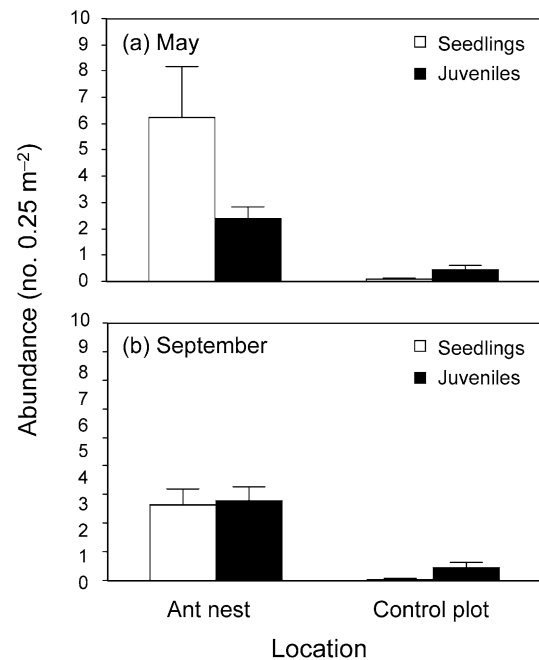 10
9
8
7
6
5
4
3
2
1
0
(a) May
Seedlings
Juveniles
Abundance (no. 0.25 m⁻²)
10
9
8
7
6
5
4
3
2
1
0
(b) September
Seedlings
Juveniles
Ant nest Control plot
Location